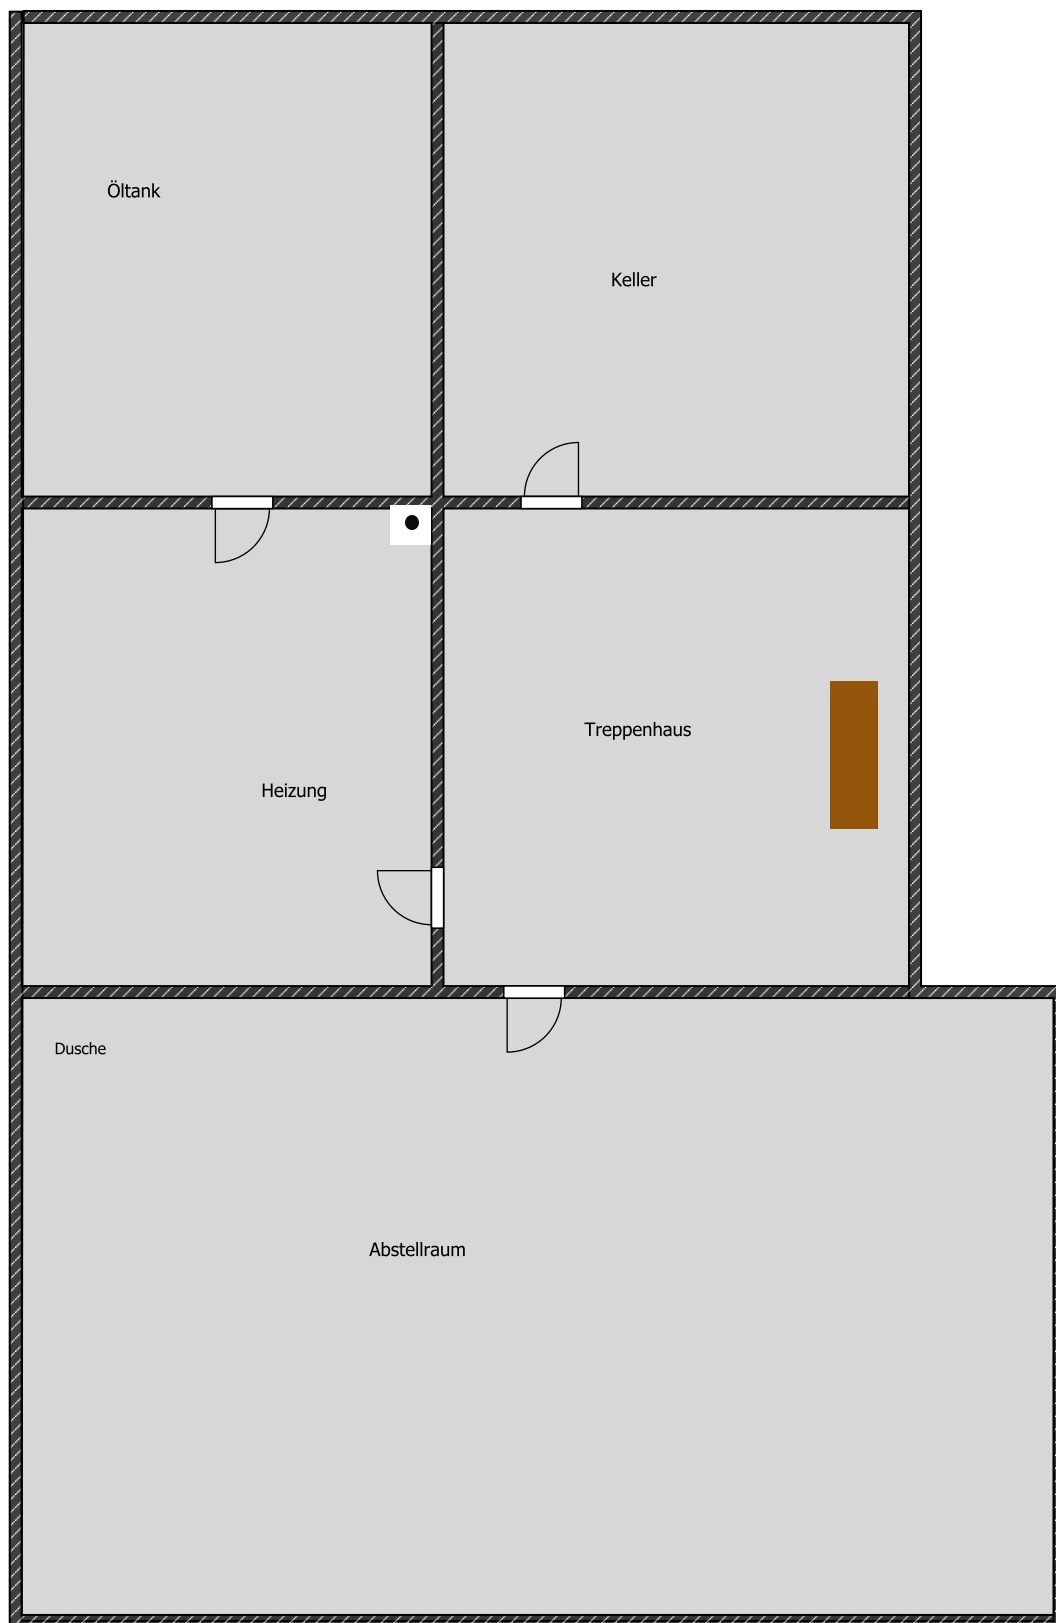 Öltank
Keller
Treppenhaus
Heizung
Dusche
Abstellraum